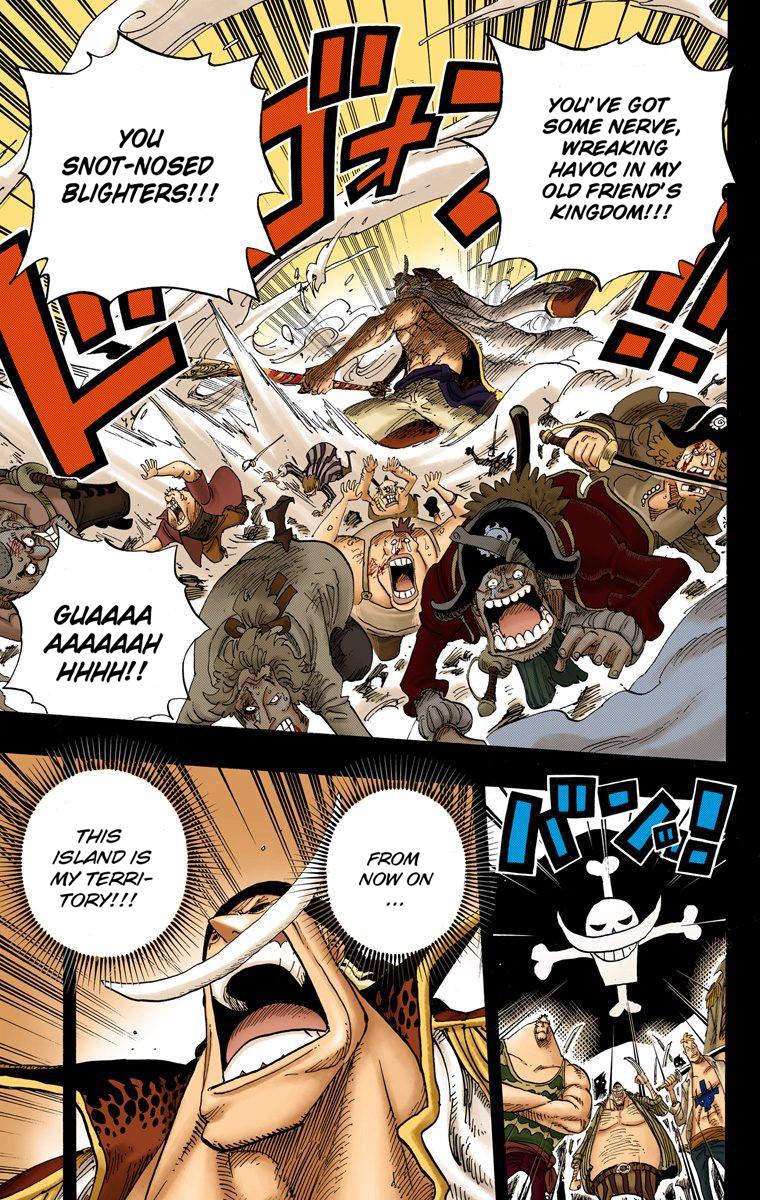 YOU'VE GOT
SOME NERVE,
WREAKING
HAVOC IN MY
OLD FRIEND'S
KINGDOM!!!
YOU
SNOT-NOSED
BLIGHTERS!!!
ゴォン
ド!!
GUAAAA
AAAAAAH
HHHH!!
バンッ!
FROM
NOW ON
...
THIS
ISLAND IS
MY TERRI-
TORY!!!